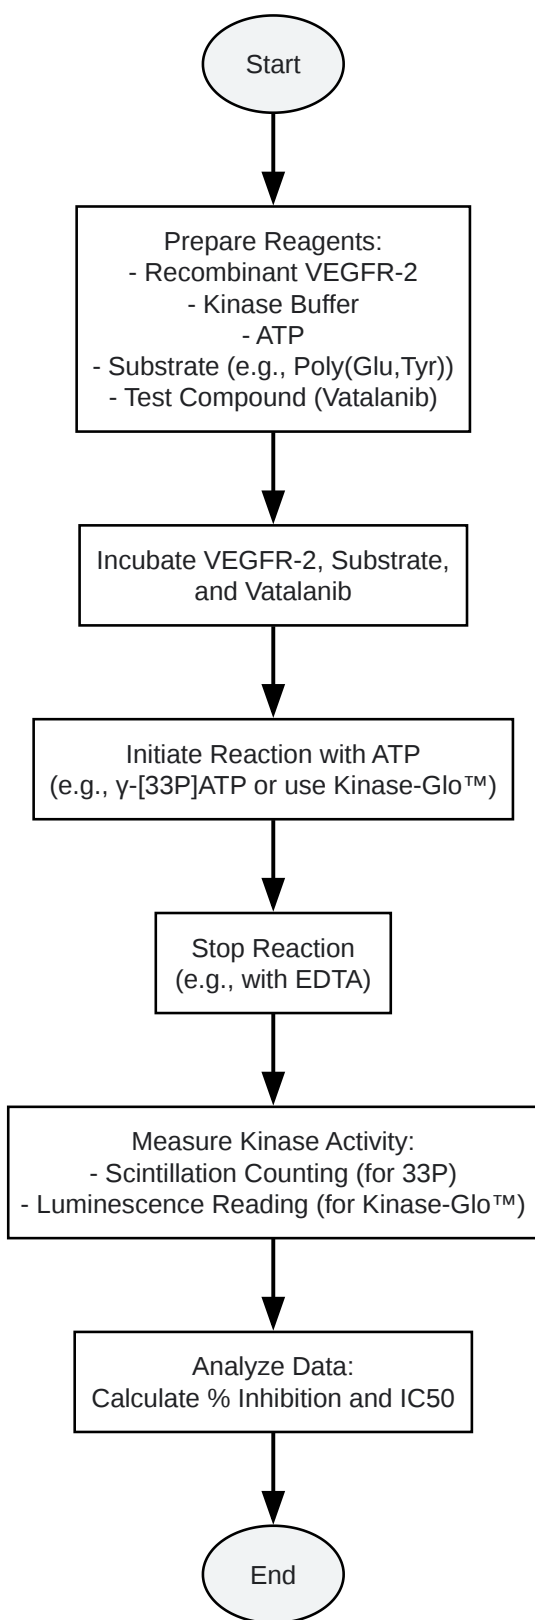 Start
Prepare Reagents:
- Recombinant VEGFR-2
- Kinase Buffer
- ATP
- Substrate (e.g., Poly(Glu,Tyr))
- Test Compound (Vatalanib)
Incubate VEGFR-2, Substrate,
and Vatalanib
Initiate Reaction with ATP
(e.g., γ-[33P]ATP or use Kinase-Glo™)
Stop Reaction
(e.g., with EDTA)
Measure Kinase Activity:
- Scintillation Counting (for 33P)
- Luminescence Reading (for Kinase-Glo™)
Analyze Data:
Calculate % Inhibition and IC50
End